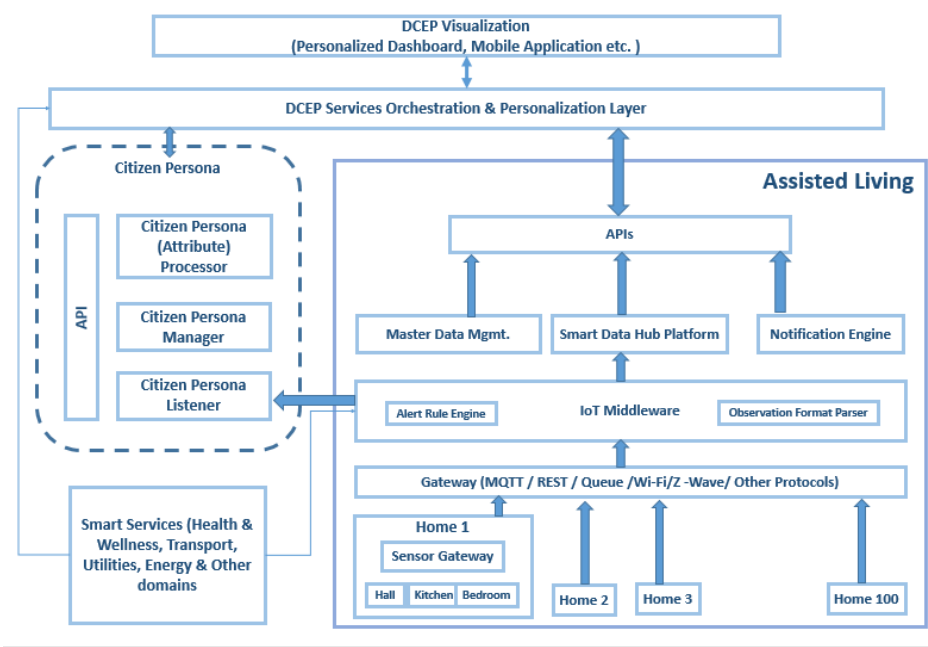 DCEP Visualization
(Personalized Dashboard, Mobile Application etc. )
DCEP Services Orchestration & Personalization Layer
Citizen Persona
API
Citizen Persona
(Attribute)
Processor
Citizen Persona
Manager
Citizen Persona
Listener
Smart Services (Health &
Wellness, Transport,
Utilities, Energy & Other
domains
Assisted Living
APIs
Master Data Mgmt.
Smart Data Hub Platform
Notification Engine
Alert Rule Engine
IoT Middleware
Observation Format Parser
Gateway (MQTT / REST / Queue /Wi-Fi/Z -Wave/ Other Protocols)
Home 1
Sensor Gateway
Hall
Kitchen
Bedroom
Home 2
Home 3
Home 100